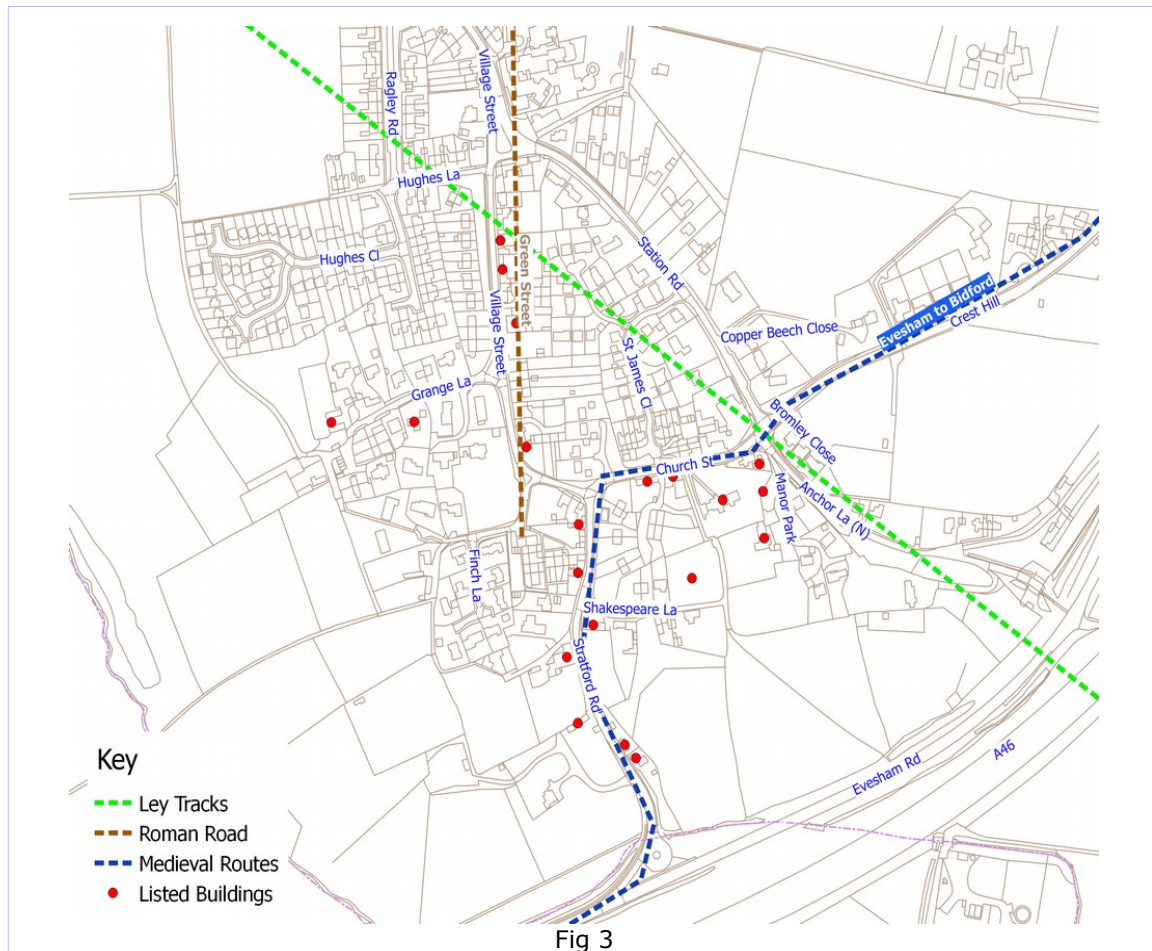 Ragley Rd
Village Street
Hughes La
Hughes Cl
Green Street
Station Rd
Village Street
St James Cl
Copper Beech Close
Evesham to Bidford
Crest Hill
Grange La
Bromley Close
Church St
Manor Park
Anchor La (N)
Finch La
Shakespeare La
Stratford Rd
Evesham Rd
A46
Key
Ley Tracks
Roman Road
Medieval Routes
Listed Buildings
Fig 3